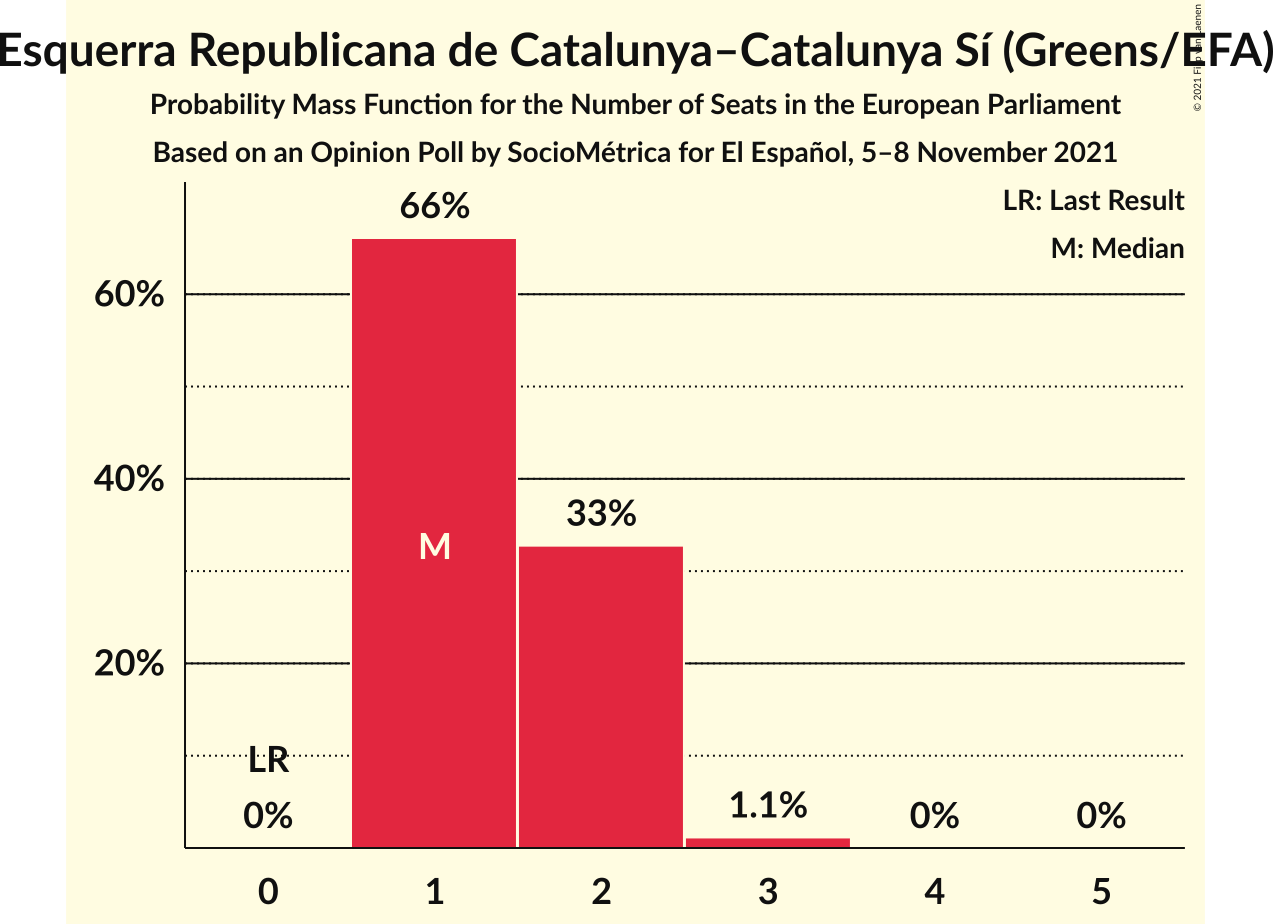 Esquerra Republicana de Catalunya–Catalunya Sí (Greens/EFA)
Probability Mass Function for the Number of Seats in the European Parliament
Based on an Opinion Poll by SocioMétrica for El Español, 5–8 November 2021
LR: Last Result
M: Median
66%
60%
40%
33%
M
20%
LR
0%
1.1%
0%
0%
0 1 2 3 4 5
© 2021